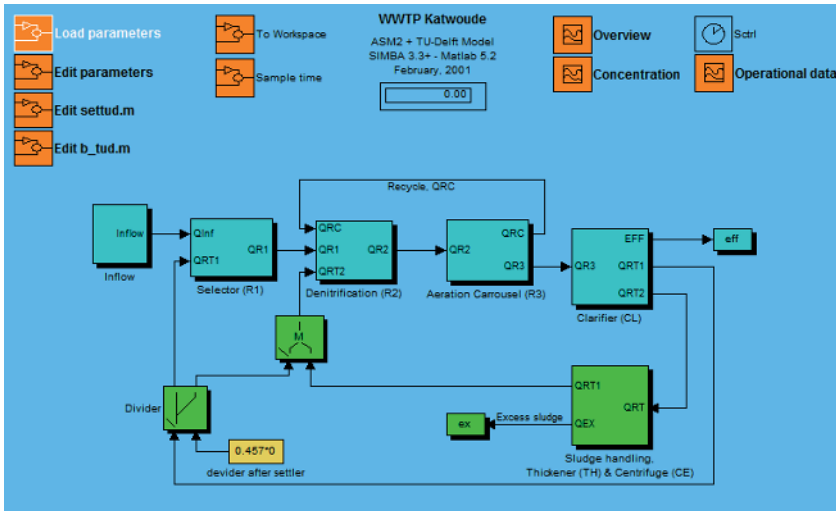 WWTP Katwoude
ASM2 + TU-Delft Model
SIMBA 3.3+ - Matlab 5.2
February, 2001
0.00
Load parameters
Edit parameters
Edit settud.m
Edit b_tud.m
To Workspace
Sample time
Overview
Concentration
Sctrl
Operational data
Recycle, QRC
Inflow
Inflow
QInf
QRT1
QR1
Selector (R1)
QRC
QR1
QRT2
QR2
Denitrification (R2)
QR2
QRC
QR3
Aeration Carrousel (R3)
QR3
EFF
QRT1
QRT2
Clarifier (CL)
eff
M
Divider
0.457*0
devider after settler
ex
Excess sludge
QRT1
QEX
QRT
Sludge handling,
Thickener (TH) & Centrifuge (CE)